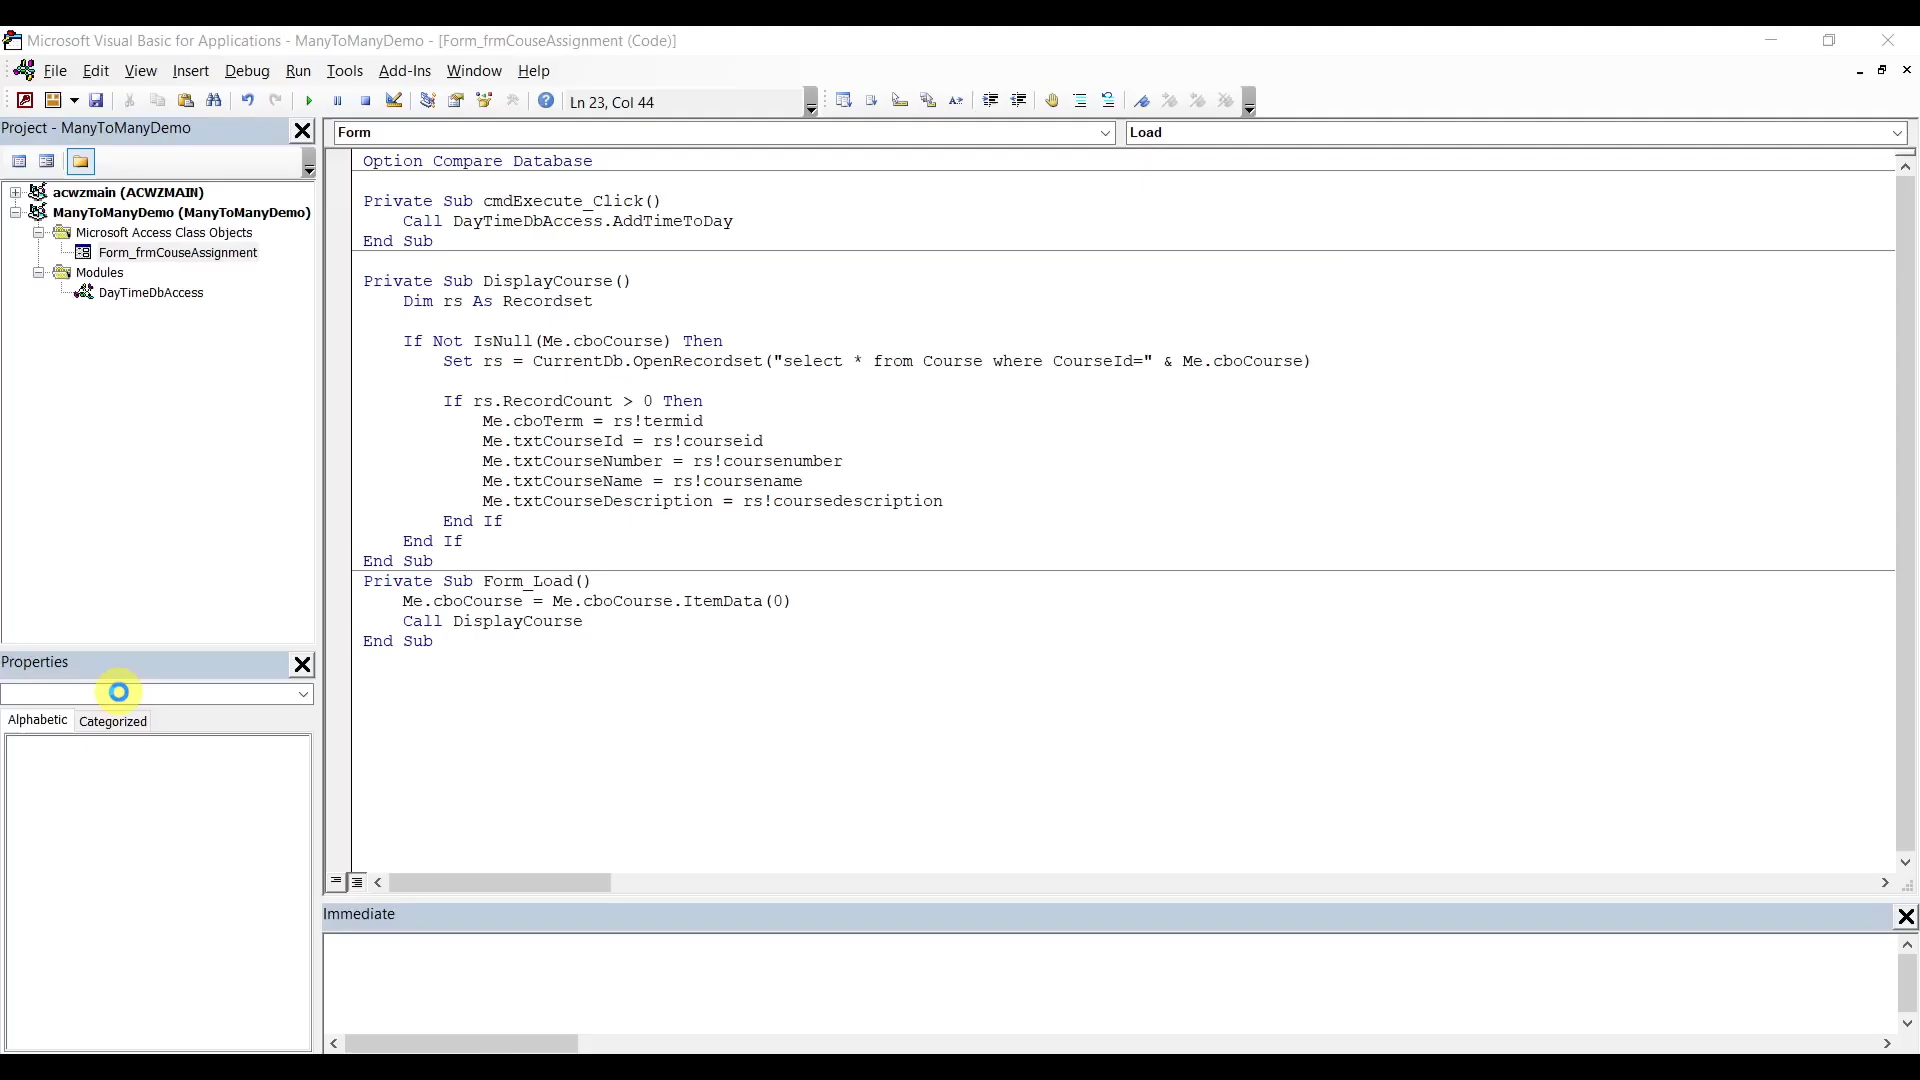 Microsoft Visual Basic for Applications - ManyToManyDemo - [Form_frmCouseAssignment (Code)]
File Edit View Insert Debug Run Tools Add-Ins Window Help
Ln 23, Col 44
Project - ManyToManyDemo
Form
Load
acwzmain (ACWZMAIN)
ManyToManyDemo (ManyToManyDemo)
Microsoft Access Class Objects
Form_frmCouseAssignment
Modules
DayTimeDbAccess
Option Compare Database
Private Sub cmdExecute_Click()
    Call DayTimeDbAccess.AddTimeToDay
End Sub
Private Sub DisplayCourse()
    Dim rs As Recordset
    If Not IsNull(Me.cboCourse) Then
        Set rs = CurrentDb.OpenRecordset("select * from Course where CourseId=" & Me.cboCourse)
        If rs.RecordCount > 0 Then
            Me.cboTerm = rs!termid
            Me.txtCourseId = rs!courseid
            Me.txtCourseNumber = rs!coursenumber
            Me.txtCourseName = rs!coursename
            Me.txtCourseDescription = rs!coursedescription
        End If
    End If
End Sub
Private Sub Form_Load()
    Me.cboCourse = Me.cboCourse.ItemData(0)
    Call DisplayCourse
End Sub
Properties
Alphabetic Categorized
Immediate